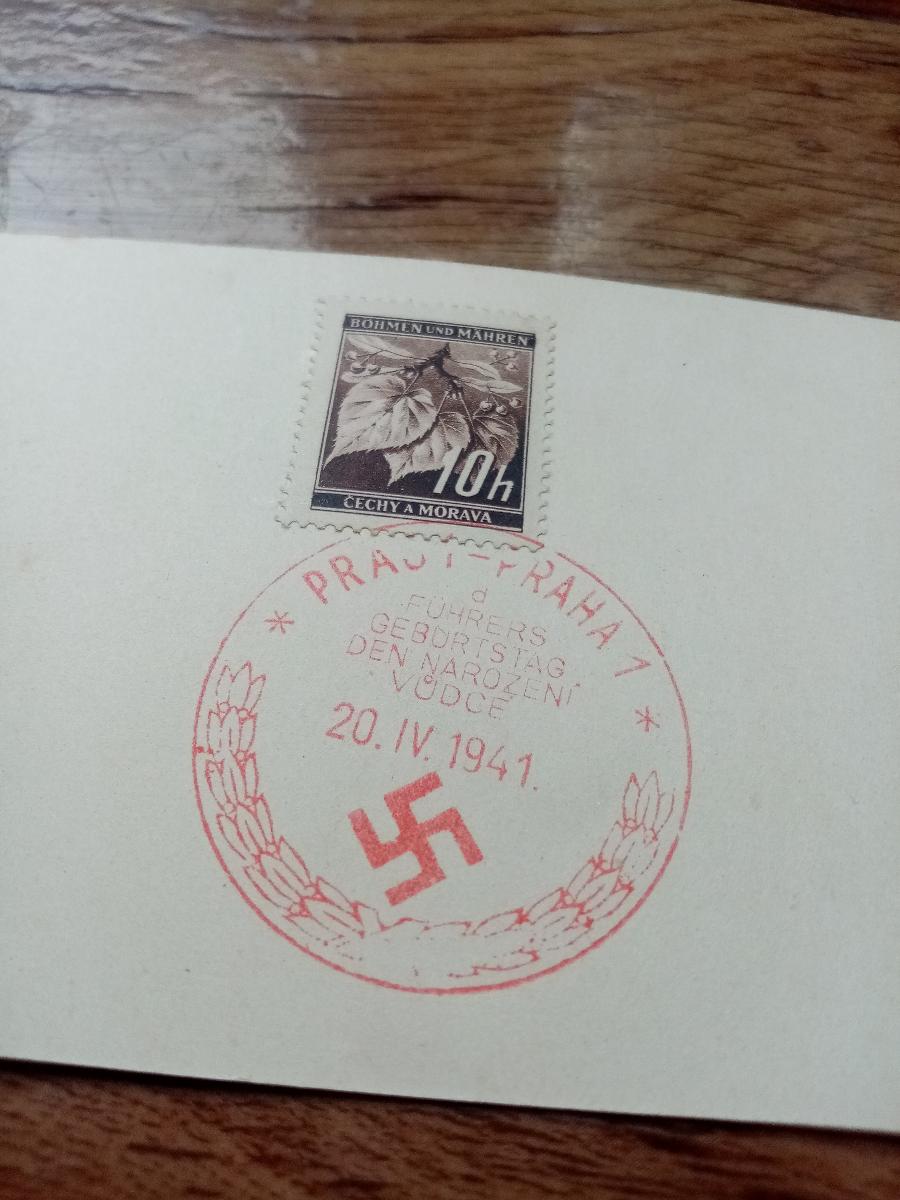 BÖHMEN UND MÄHREN
10h
ČECHY A MORAVA
* PRAG 1 - PRAHA 1 *
d
FÜHRERS
GEBURTSTAG
DEN NAROZENÍ
VŮDCE
20. IV. 1941.